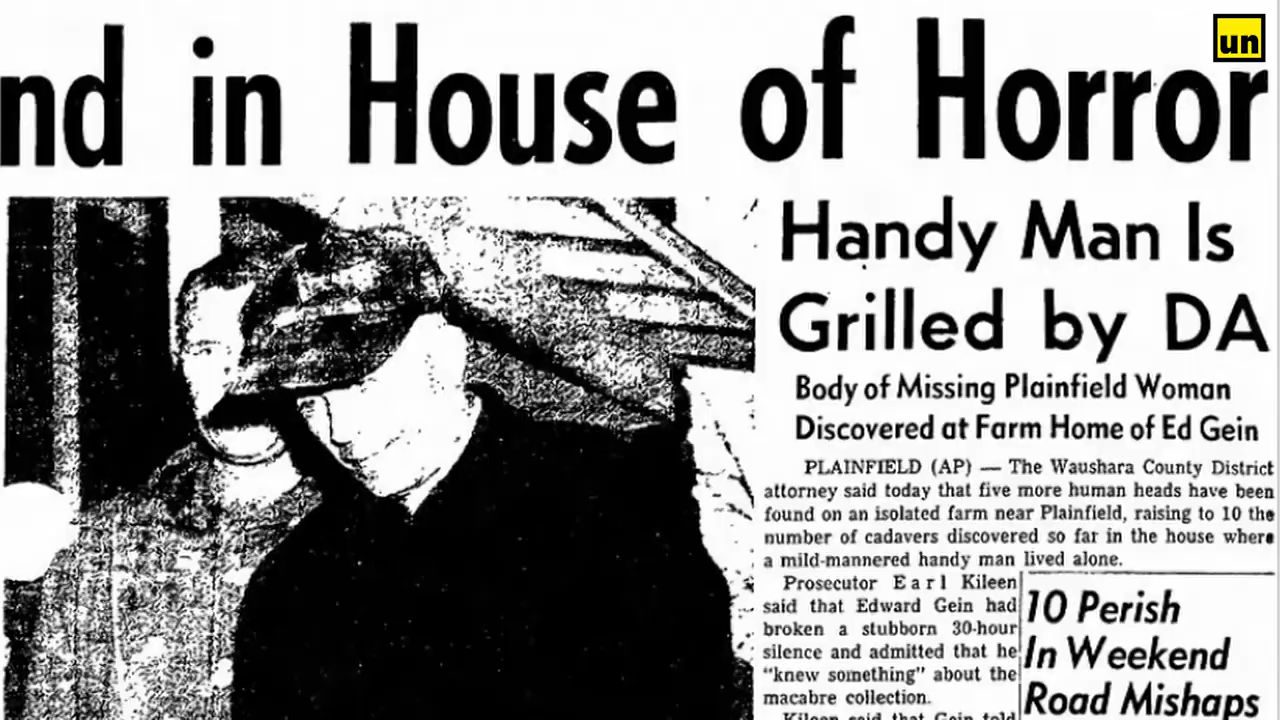 un
nd in House of Horror
Handy Man Is
Grilled by DA
Body of Missing Plainfield Woman
Discovered at Farm Home of Ed Gein
PLAINFIELD (AP) — The Waushara County District
attorney said today that five more human heads have been
found on an isolated farm near Plainfield, raising to 10 the
number of cadavers discovered so far in the house where
a mild-mannered handy man lived alone.
Prosecutor Earl Kileen
said that Edward Gein had
broken a stubborn 30-hour
silence and admitted that he
"knew something" about the
macabre collection.
Kileen said that Gein told
10 Perish
In Weekend
Road Mishaps